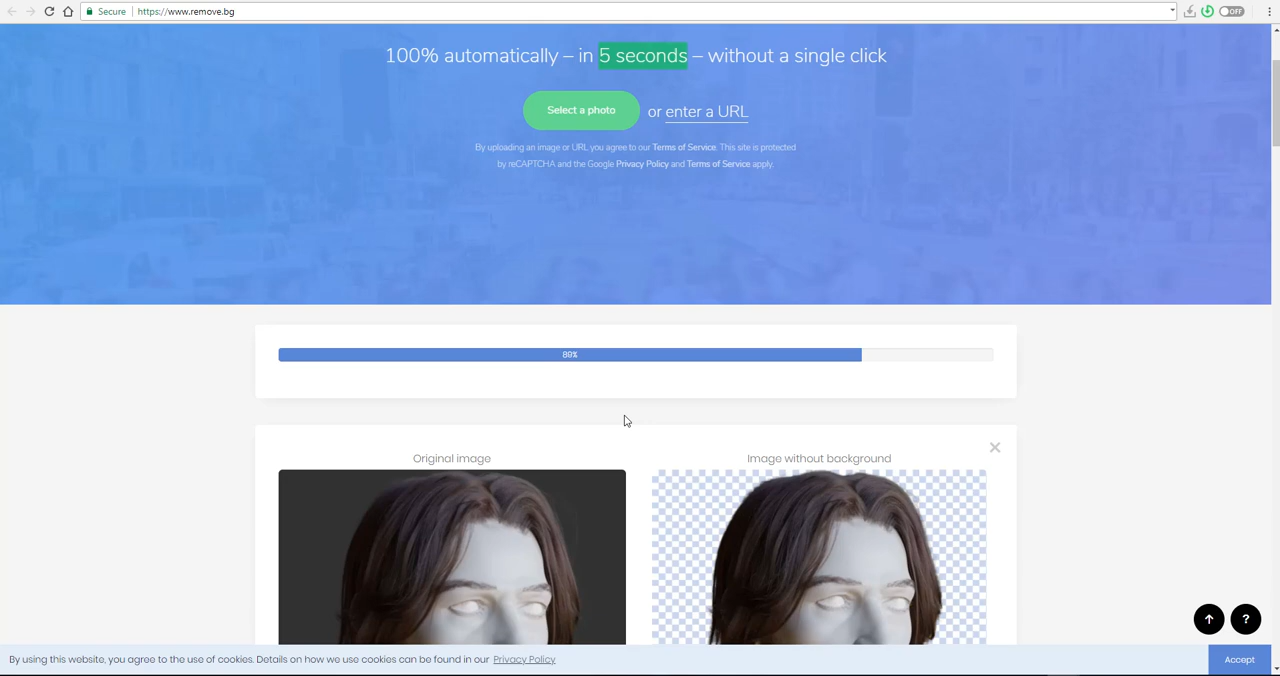 Secure
https://www.remove.bg
OFF
100% automatically – in 5 seconds – without a single click
Select a photo or enter a URL
By uploading an image or URL you agree to our Terms of Service. This site is protected
by reCAPTCHA and the Google Privacy Policy and Terms of Service apply.
89%
Original image
Image without background
?
By using this website, you agree to the use of cookies. Details on how we use cookies can be found in our Privacy Policy
Accept